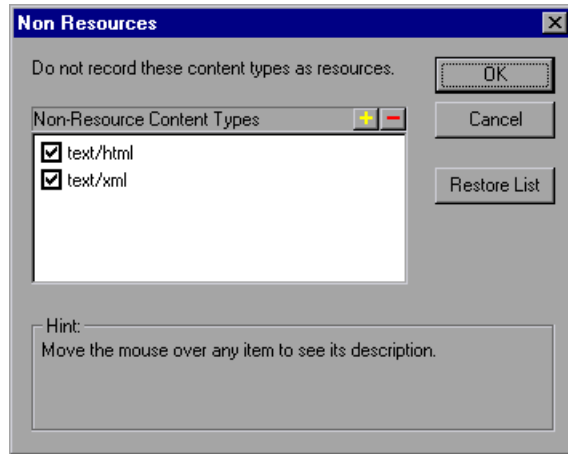 Non Resources
Do not record these content types as resources.
OK
Non-Resource Content Types
Cancel
text/html
text/xml
Restore List
Hint:
Move the mouse over any item to see its description.